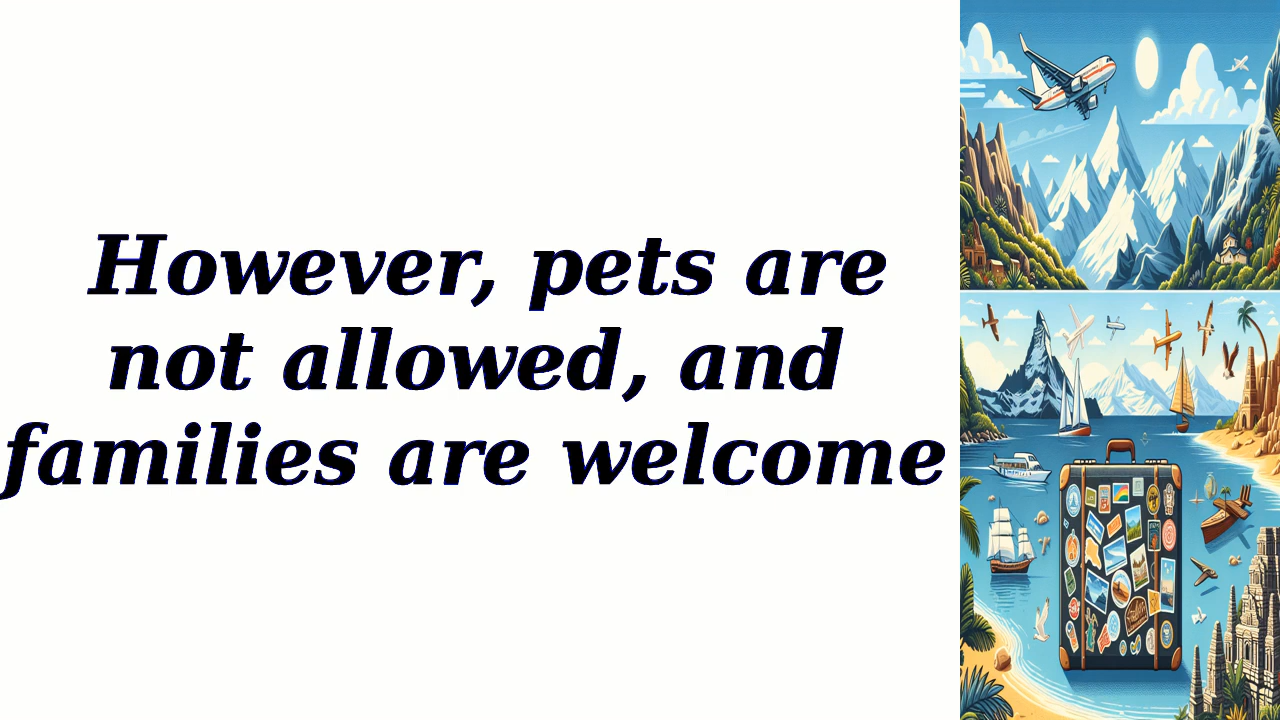 However, pets are
not allowed, and
families are welcome